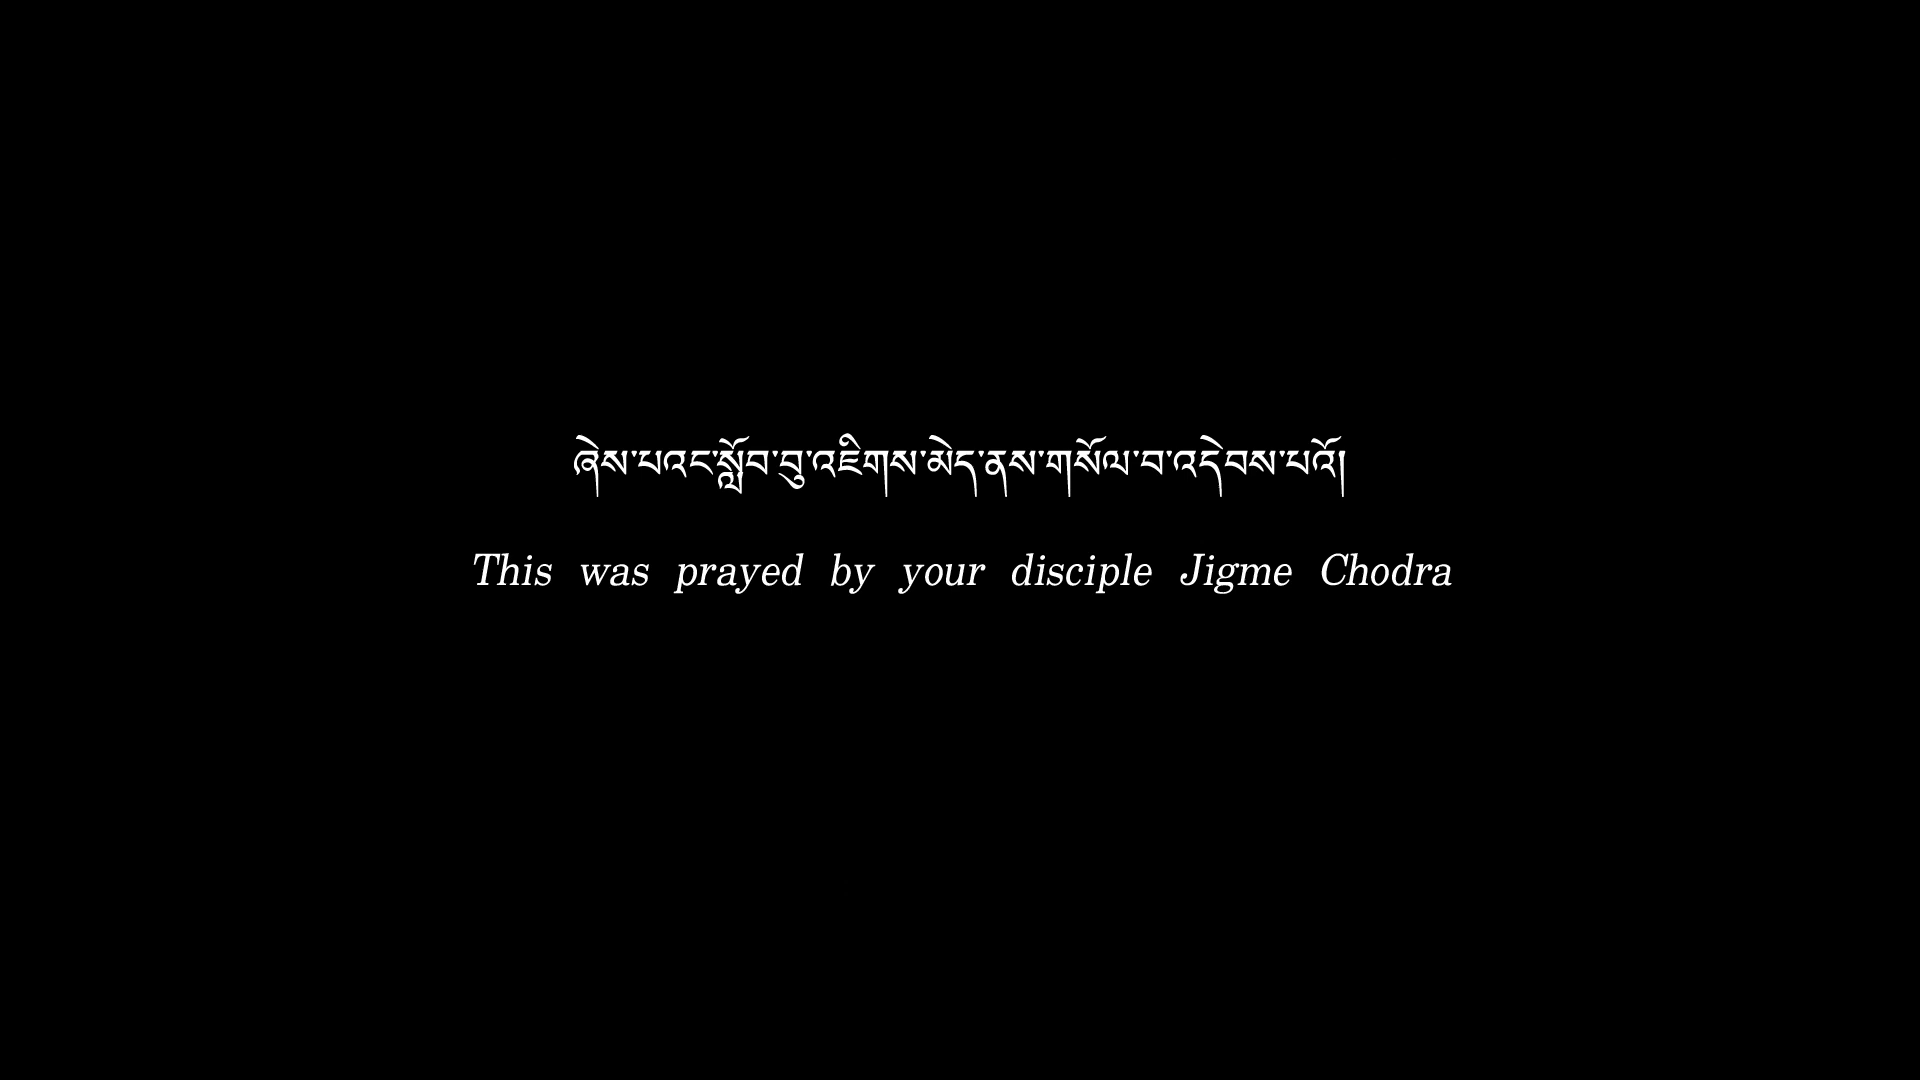 ཞེས་པའང་སློབ་བུ་འཇིགས་མེད་ནས་གསོལ་བ་འདེབས་པའོ།
This was prayed by your disciple Jigme Chodra